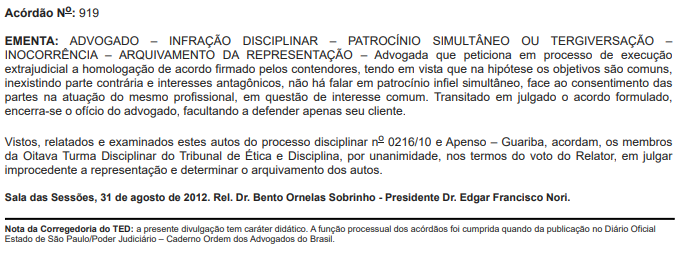 Acórdão Nº: 919
EMENTA: ADVOGADO – INFRAÇÃO DISCIPLINAR – PATROCÍNIO SIMULTÂNEO OU TERGIVERSAÇÃO –
INOCORRÊNCIA – ARQUIVAMENTO DA REPRESENTAÇÃO – Advogada que peticiona em processo de execução
extrajudicial a homologação de acordo firmado pelos contendores, tendo em vista que na hipótese os objetivos são comuns,
inexistindo parte contrária e interesses antagônicos, não há falar em patrocínio infiel simultâneo, face ao consentimento das
partes na atuação do mesmo profissional, em questão de interesse comum. Transitado em julgado o acordo formulado,
encerra-se o ofício do advogado, facultando a defender apenas seu cliente.
Vistos, relatados e examinados estes autos do processo disciplinar nº 0216/10 e Apenso – Guariba, acordam, os membros
da Oitava Turma Disciplinar do Tribunal de Ética e Disciplina, por unanimidade, nos termos do voto do Relator, em julgar
improcedente a representação e determinar o arquivamento dos autos.
Sala das Sessões, 31 de agosto de 2012. Rel. Dr. Bento Ornelas Sobrinho - Presidente Dr. Edgar Francisco Nori.
Nota da Corregedoria do TED: a presente divulgação tem caráter didático. A função processual dos acórdãos foi cumprida quando da publicação no Diário Oficial
Estado de São Paulo/Poder Judiciário – Caderno Ordem dos Advogados do Brasil.